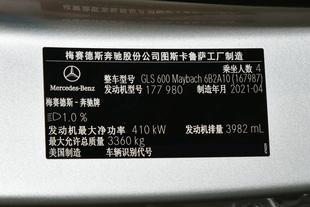 梅赛德斯奔驰股份公司图斯卡鲁萨工厂制造
乘坐人数 4
整车型号 GLS 600 Maybach 6B2A10 (167987)
发动机型号 177 980 制造年月 2021-04
Mercedes-Benz
梅赛德斯-奔驰牌
1.0 %
发动机最大净功率 410 kW 发动机排量 3982 mL
最大允许总质量 3360 kg
美国制造 车辆识别代号